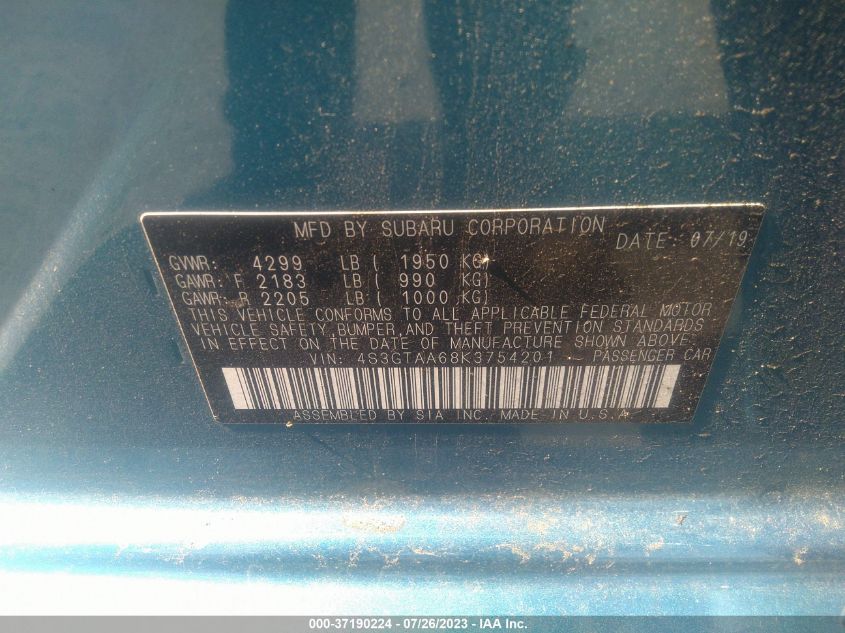 MFD BY SUBARU CORPORATION
DATE: 07/19
GVWR: 4299 LB ( 1950 KG)
GAWR: F 2183 LB ( 990 KG)
GAWR: R 2205 LB ( 1000 KG)
THIS VEHICLE CONFORMS TO ALL APPLICABLE FEDERAL MOTOR
VEHICLE SAFETY, BUMPER, AND THEFT PREVENTION STANDARDS
IN EFFECT ON THE DATE OF MANUFACTURE SHOWN ABOVE.
VIN: 4S3GTAA68K3754201 PASSENGER CAR
ASSEMBLED BY SIA INC. MADE IN U.S.A.
000-37190224 - 07/26/2023 - IAA Inc.